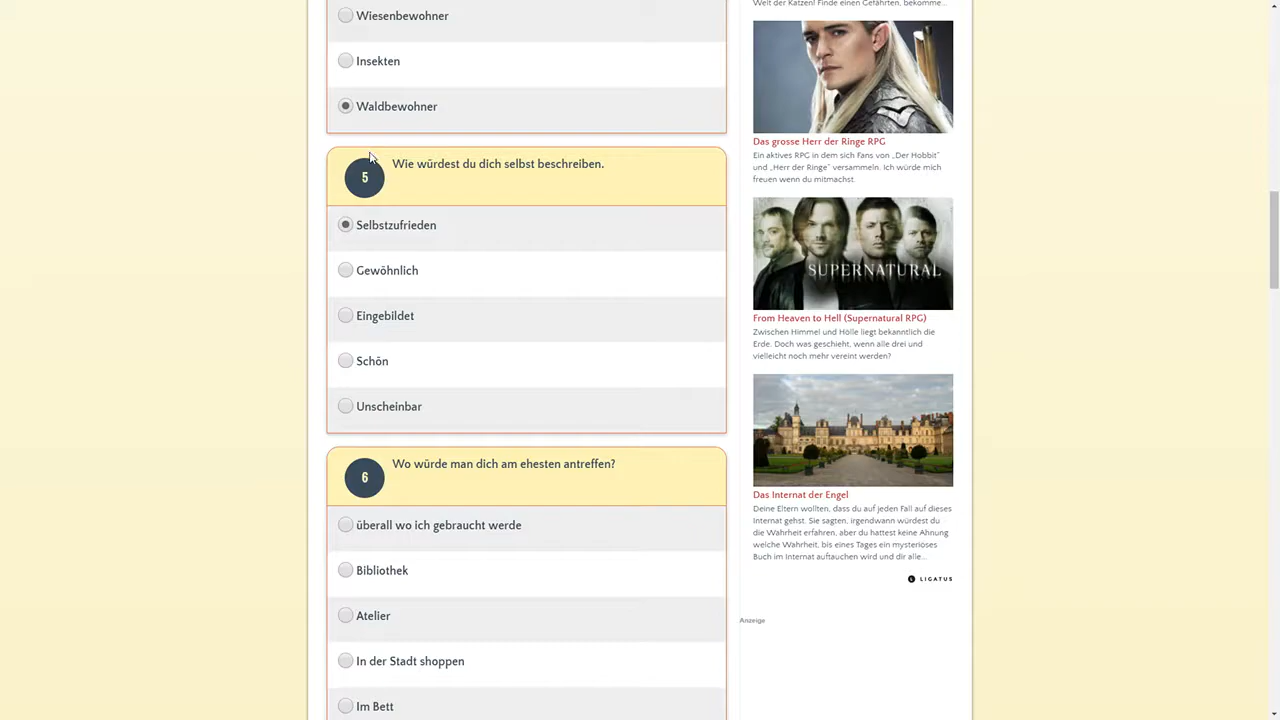 Wiesenbewohner
Insekten
Waldbewohner
5
Wie würdest du dich selbst beschreiben.
Selbstzufrieden
Gewöhnlich
Eingebildet
Schön
Unscheinbar
6
Wo würde man dich am ehesten antreffen?
überall wo ich gebraucht werde
Bibliothek
Atelier
In der Stadt shoppen
Im Bett
Welt der Katzen! Finde einen Gefährten, bekomme...
Das grosse Herr der Ringe RPG
Ein aktives RPG in dem sich Fans von „Der Hobbit"
und „Herr der Ringe" versammeln. Ich würde mich
freuen wenn du mitmachst.
SUPERNATURAL
From Heaven to Hell (Supernatural RPG)
Zwischen Himmel und Hölle liegt bekanntlich die
Erde. Doch was geschieht, wenn alle drei und
vielleicht noch mehr vereint werden?
Das Internat der Engel
Deine Eltern wollten, dass du auf jeden Fall auf dieses
Internat gehst. Sie sagten, irgendwann würdest du
die Wahrheit erfahren, aber du hattest keine Ahnung
welche Wahrheit, bis eines Tages ein mysteriöses
Buch im Internat auftauchen wird und dir alle...
LIGATUS
Anzeige